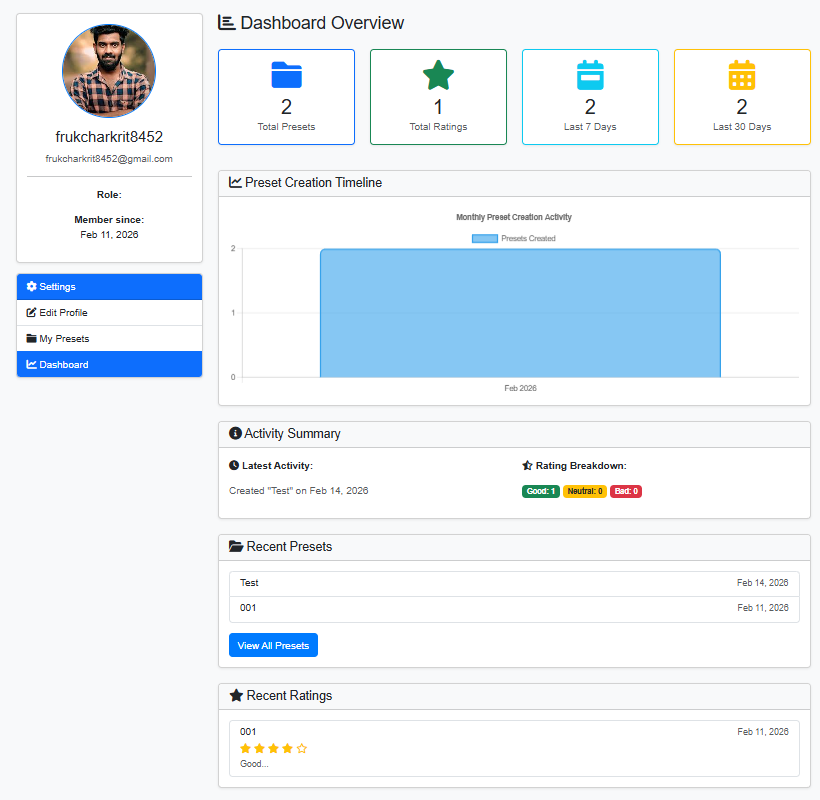 frukcharkrit8452
frukcharkrit8452@gmail.com
Role:
Member since:
Feb 11, 2026
Settings
Edit Profile
My Presets
Dashboard
Dashboard Overview
2
Total Presets
1
Total Ratings
2
Last 7 Days
2
Last 30 Days
Preset Creation Timeline
Monthly Preset Creation Activity
Presets Created
2
1
0
Feb 2026
Activity Summary
Latest Activity:
Created "Test" on Feb 14, 2026
Rating Breakdown:
Good: 1 Neutral: 0 Bad: 0
Recent Presets
Test Feb 14, 2026
001 Feb 11, 2026
View All Presets
Recent Ratings
001 Feb 11, 2026
Good...